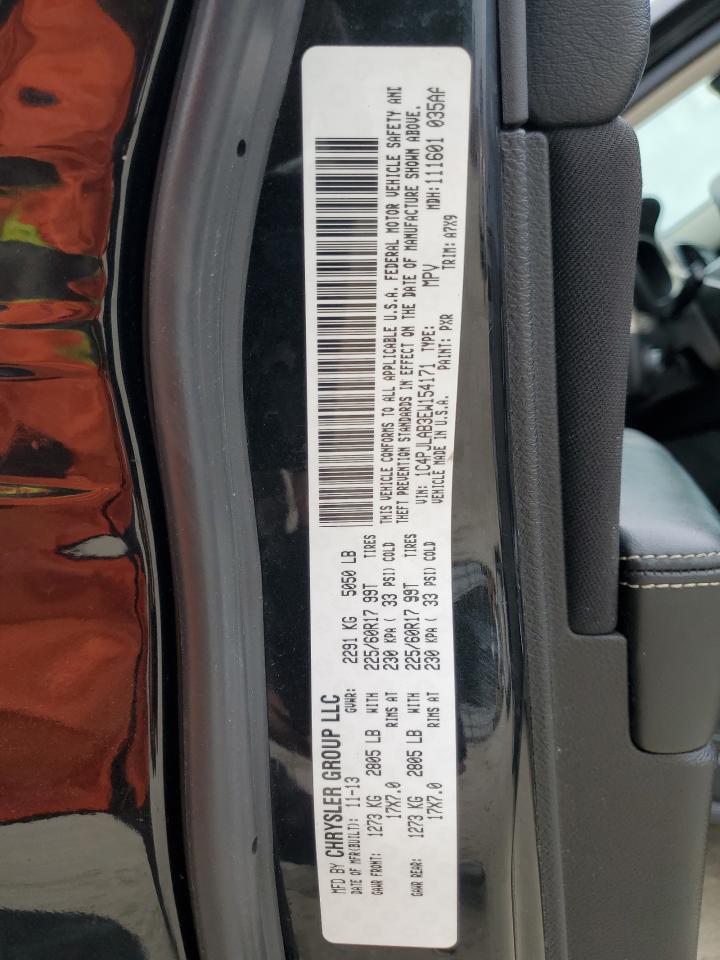 MFD BY CHRYSLER GROUP LLC
DATE OF MFR(BUILT): 11-13 GVWR: 2291 KG 5050 LB
GAWR FRONT: 1273 KG 2805 LB WITH 225/60R17 99T TIRES
17X7.0 RIMS AT 230 KPA ( 33 PSI) COLD
GAWR REAR: 1273 KG 2805 LB WITH 225/60R17 99T TIRES
17X7.0 RIMS AT 230 KPA ( 33 PSI) COLD
THIS VEHICLE CONFORMS TO ALL APPLICABLE U.S.A. FEDERAL MOTOR VEHICLE SAFETY AND
THEFT PREVENTION STANDARDS IN EFFECT ON THE DATE OF MANUFACTURE SHOWN ABOVE.
VIN: 1C4PJLAB3EW154171 TYPE: MPV MDH:111601 035AF
VEHICLE MADE IN U.S.A. PAINT: PXR TRIM: A7X9